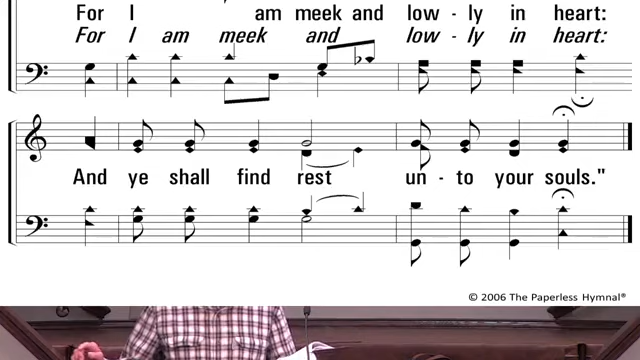 For I am meek and low - ly in heart:
For I am meek and low - ly in heart:
And ye shall find rest un - to your souls."
© 2006 The Paperless Hymnal®